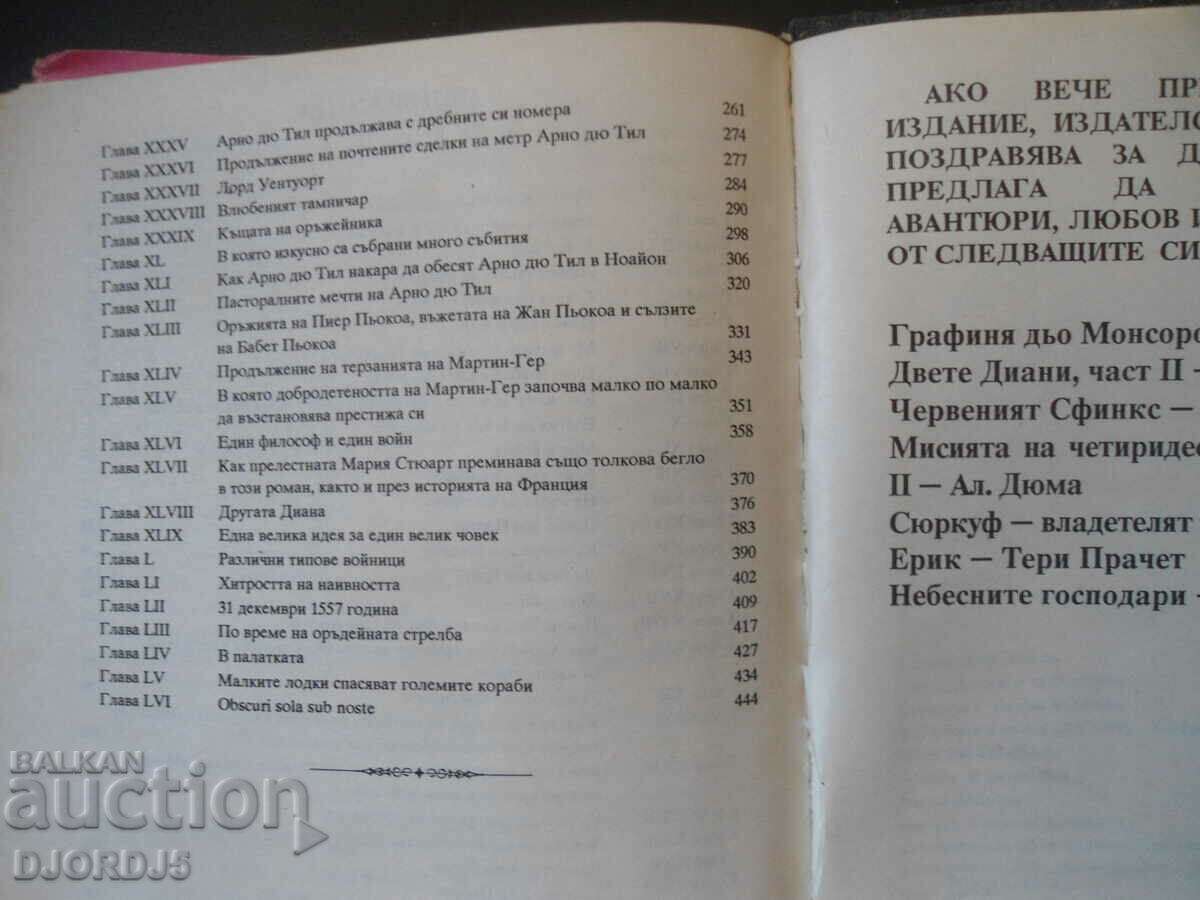 Глава XXXV Арно дю Тил продължава с дребните си номера 261
Глава XXXVI Продължение на почтените сделки на метр Арно дю Тил 274
Глава XXXVII Лорд Уентуорт 277
Глава XXXVIII Влюбеният тамничар 284
Глава XXXIX Къщата на оръжейника 290
Глава XL В която изкусно са събрани много събития 298
Глава XLI Как Арно дю Тил накара да обесят Арно дю Тил в Ноайон 306
Глава XLII Пасторалните мечти на Арно дю Тил 320
Глава XLIII Оръжията на Пиер Пьокоа, въжетата на Жан Пьокоа и сълзите
на Бабет Пьокоа 331
Глава XLIV Продължение на терзанията на Мартин-Гер 343
Глава XLV В която добродетеността на Мартин-Гер започва малко по малко
да възстановява престижа си 351
Глава XLVI Един философ и един войн 358
Глава XLVII Как прелестната Мария Стюарт преминава също толкова бегло
в този роман, както и през историята на Франция 370
Глава XLVIII Другата Диана 376
Глава XLIX Една велика идея за един велик човек 383
Глава L Различни типове войници 390
Глава LI Хитростта на наивността 402
Глава LII 31 декември 1557 година 409
Глава LIII По време на оръдейната стрелба 417
Глава LIV В палатката 427
Глава LV Малките лодки спасяват големите кораби 434
Глава LVI Obscuri sola sub noste 444
АКО ВЕЧЕ ПР
ИЗДАНИЕ, ИЗДАТЕЛ
ПОЗДРАВЯВА ЗА Д
ПРЕДЛАГА ДА
АВАНТЮРИ, ЛЮБОВ
ОТ СЛЕДВАЩИТЕ СИ
Графиня дьо Монсоро
Двете Диани, част II –
Червеният Сфинкс –
Мисията на четиридес
II – Ал. Дюма
Сюркуф – владетелят
Ерик – Тери Прачет
Небесните господари –
BALKAN
auction
DJORDJ5